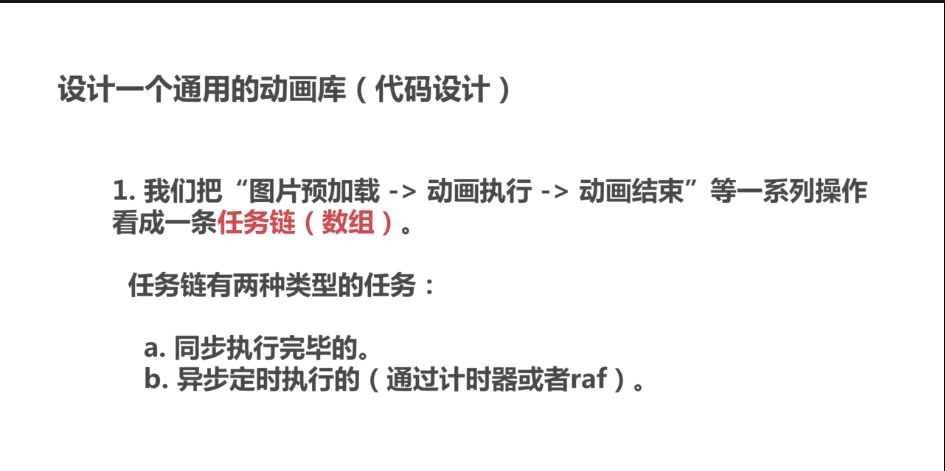 设计一个通用的动画库（代码设计）
1. 我们把“图片预加载 -> 动画执行 -> 动画结束”等一系列操作
看成一条任务链（数组）。
任务链有两种类型的任务：
a. 同步执行完毕的。
b. 异步定时执行的（通过计时器或者raf）。